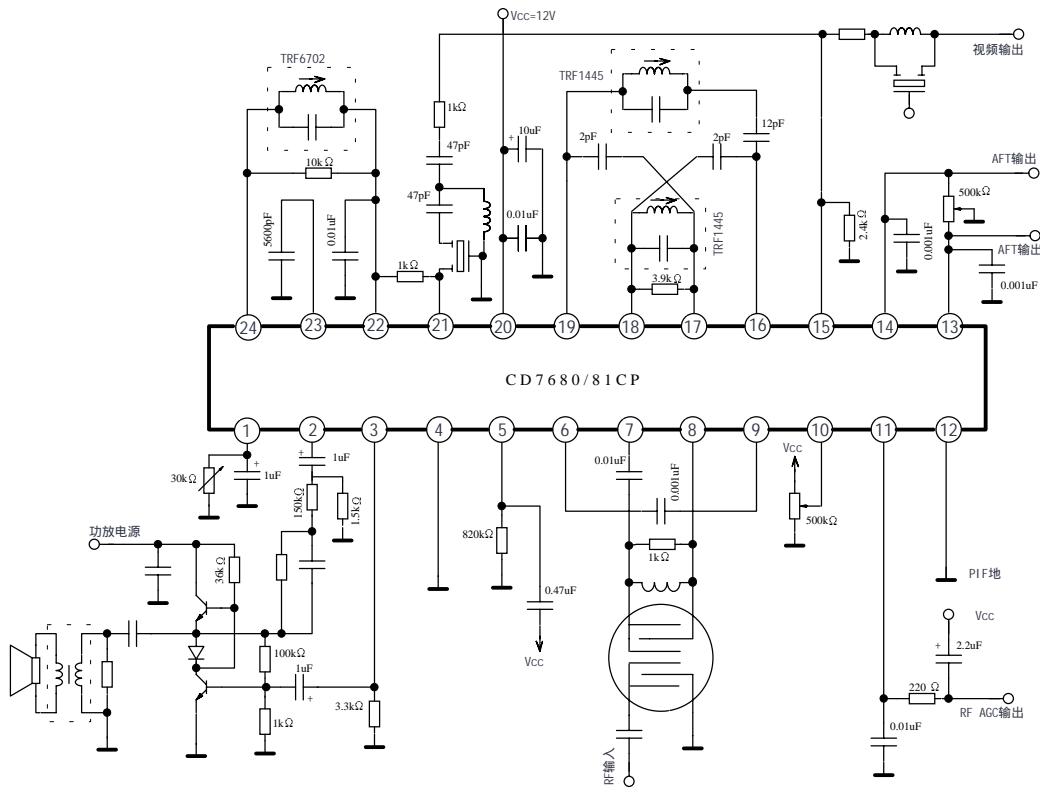 Vcc=12V
视频输出
TRF6702
TRF1445
1kΩ
10uF
12pF
47pF
2pF
2pF
AFT输出
10kΩ
500kΩ
47pF
0.01uF
TRF1445
5600pF
0.01uF
2.4kΩ
0.001uF
AFT输出
1kΩ
3.9kΩ
0.001uF
24 23 22 21 20 19 18 17 16 15 14 13
CD7680/81CP
1 2 3 4 5 6 7 8 9 10 11 12
30kΩ
1uF
1uF
150kΩ
1.5kΩ
0.01uF
0.001uF
Vcc
500kΩ
功放电源
820kΩ
1kΩ
36kΩ
0.47uF
PIF地
Vcc
Vcc
2.2uF
100kΩ
1uF
3.3kΩ
220 Ω
RF AGC输出
1kΩ
0.01uF
RF输入
+
+
+
+
+
+